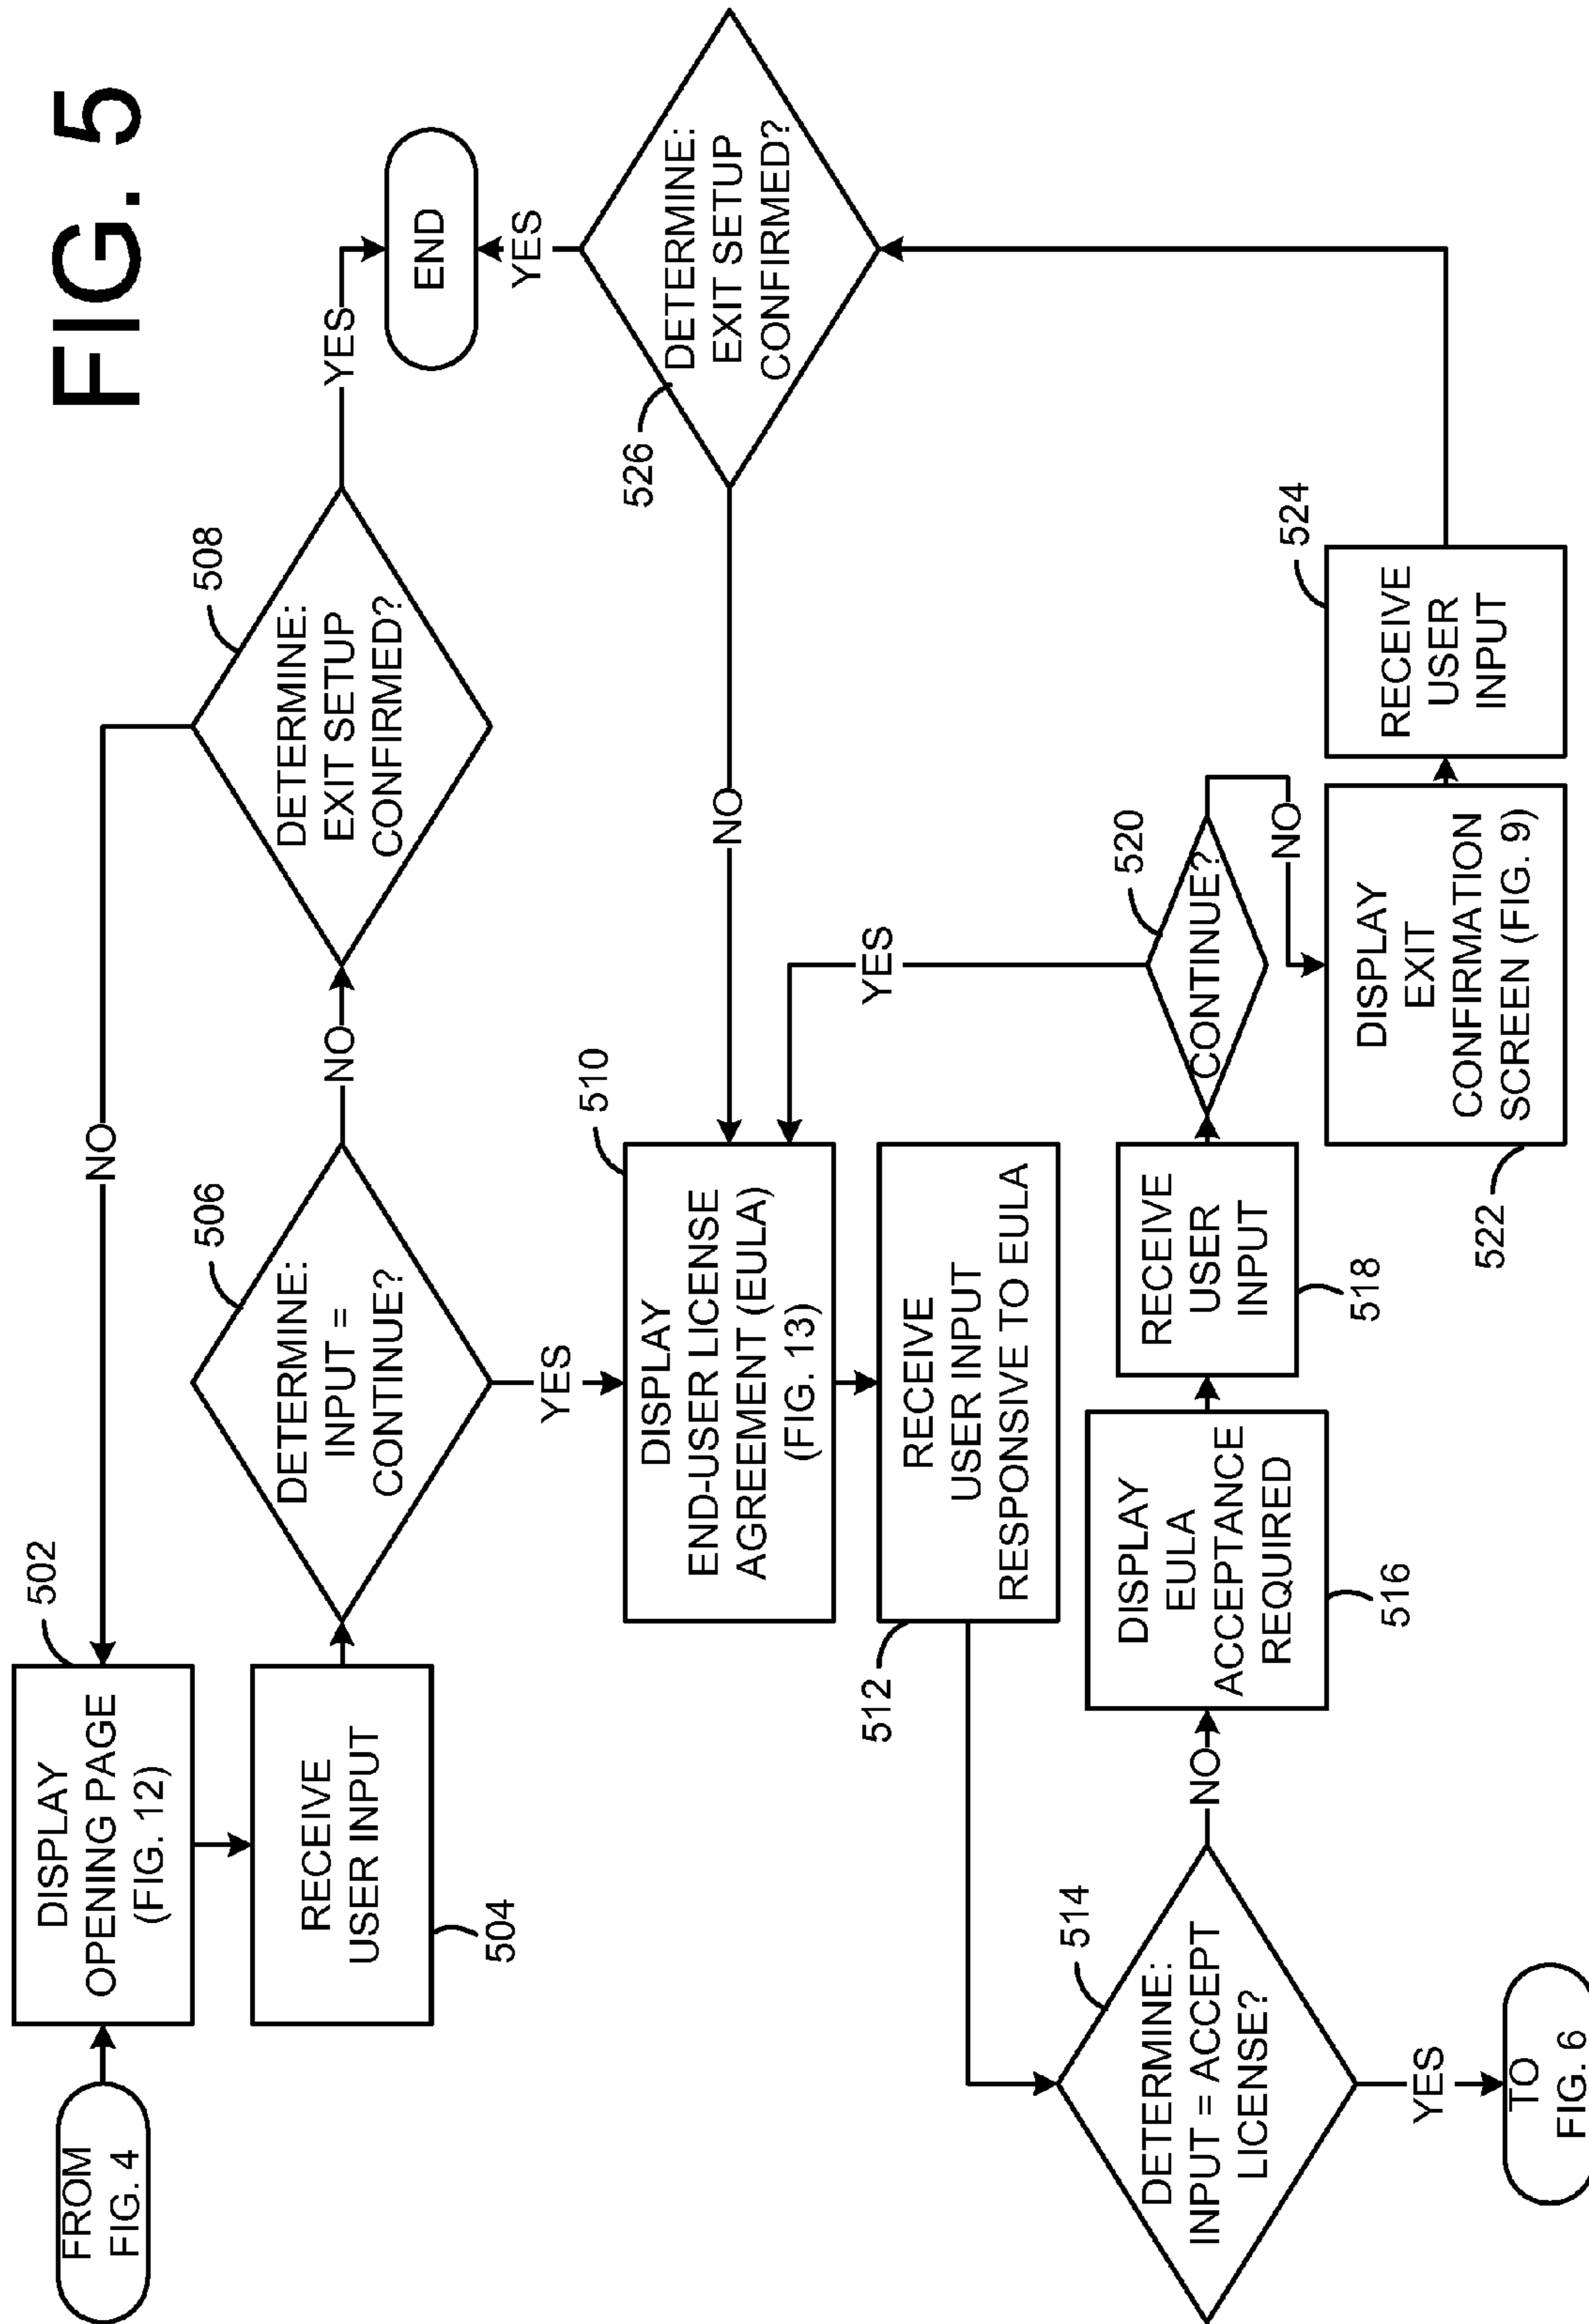 FIG. 5
FROM
FIG. 4
DISPLAY
OPENING PAGE
(FIG. 12)
502
RECEIVE
USER INPUT
504
DETERMINE:
INPUT =
CONTINUE?
506
NO
YES
DETERMINE:
EXIT SETUP
CONFIRMED?
508
NO
YES
END
DISPLAY
END-USER LICENSE
AGREEMENT (EULA)
(FIG. 13)
510
RECEIVE
USER INPUT
RESPONSIVE TO EULA
512
DETERMINE:
INPUT = ACCEPT
LICENSE?
514
YES
TO
FIG. 6
NO
DISPLAY
EULA
ACCEPTANCE
REQUIRED
516
RECEIVE
USER
INPUT
518
CONTINUE?
520
YES
NO
DISPLAY
EXIT
CONFIRMATION
SCREEN (FIG. 9)
522
RECEIVE
USER
INPUT
524
DETERMINE:
EXIT SETUP
CONFIRMED?
526
NO
YES